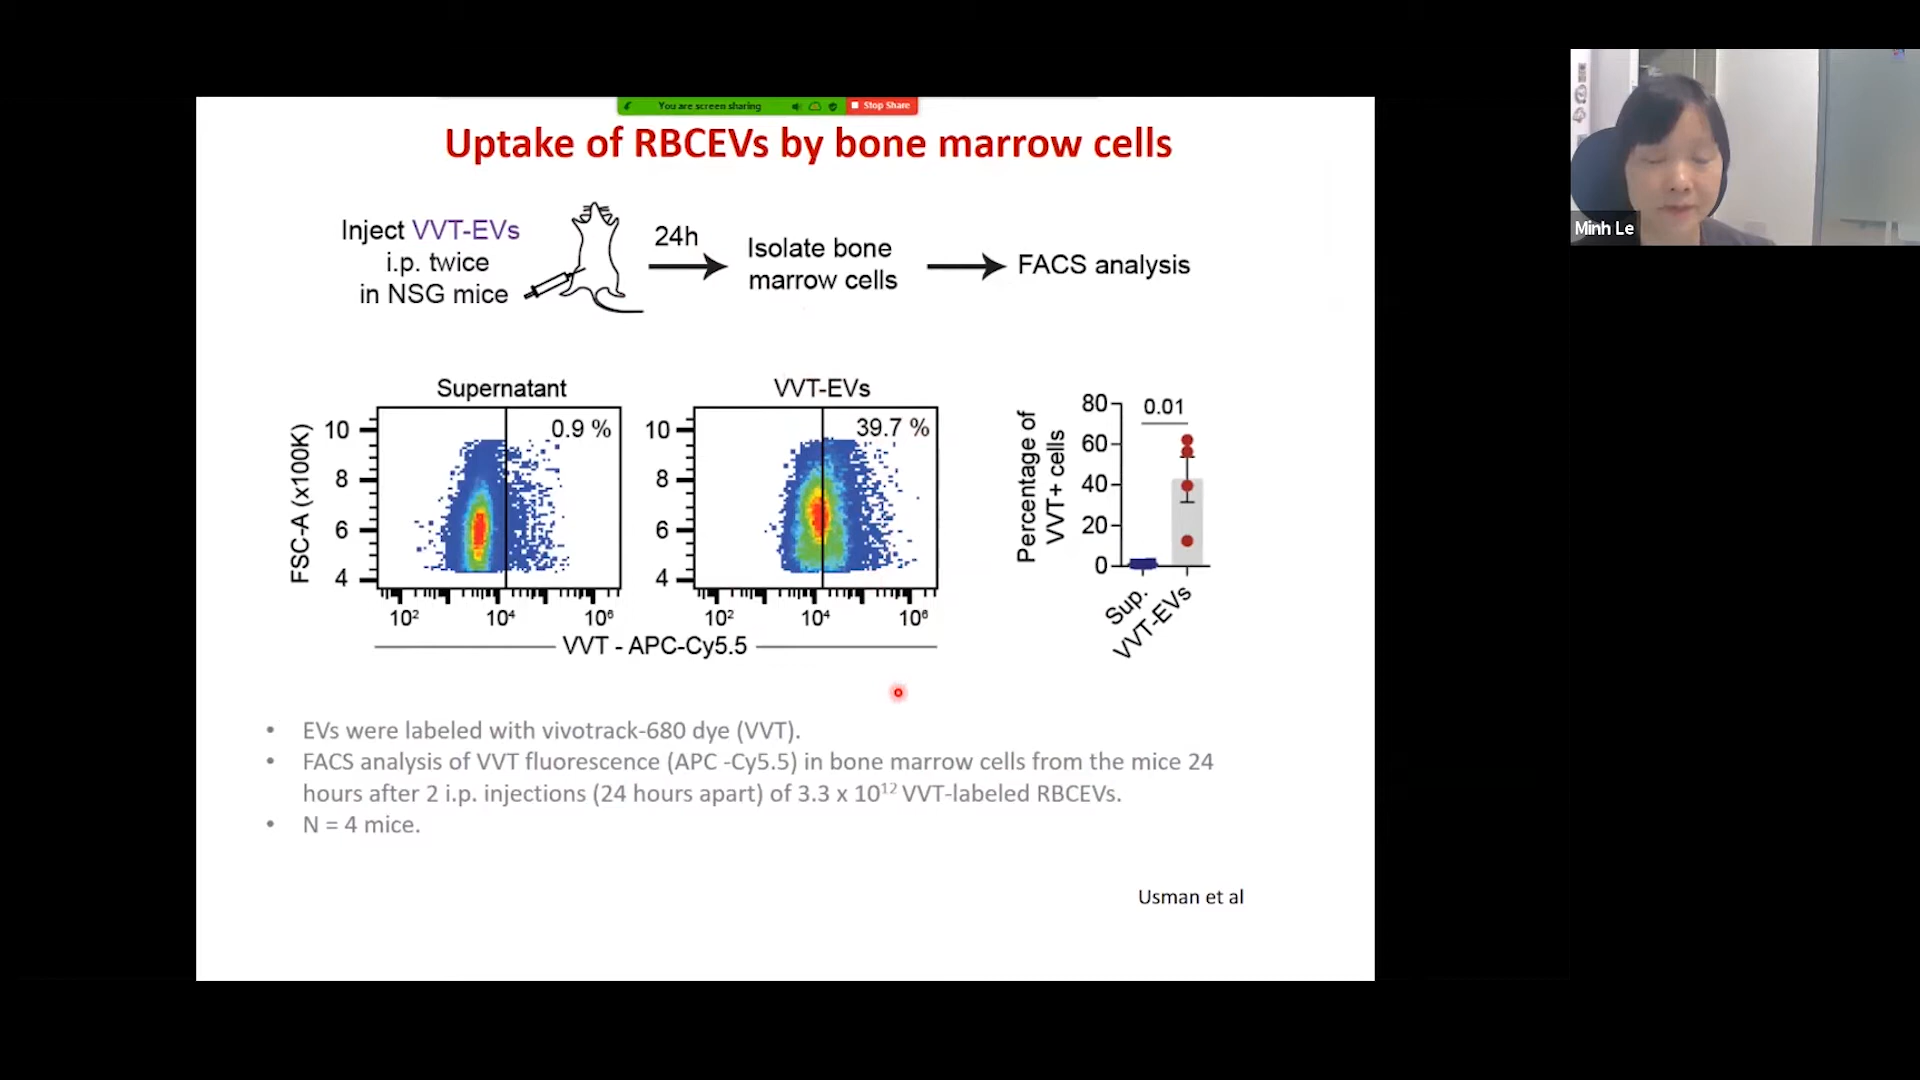 You are screen sharing
Stop Share
Uptake of RBCEVs by bone marrow cells
Inject VVT-EVs
i.p. twice
in NSG mice
24h
Isolate bone
marrow cells
FACS analysis
Minh Le
Supernatant
FSC-A (x100K)
10
8
6
4
0.9 %
10²
10⁴
10⁶
VVT-EVs
10
8
6
4
39.7 %
10²
10⁴
10⁶
VVT - APC-Cy5.5
Percentage of
VVT+ cells
80
60
40
20
0
0.01
Sup.
VVT-EVs
• EVs were labeled with vivotrack-680 dye (VVT).
• FACS analysis of VVT fluorescence (APC -Cy5.5) in bone marrow cells from the mice 24
hours after 2 i.p. injections (24 hours apart) of 3.3 x 10¹² VVT-labeled RBCEVs.
• N = 4 mice.
Usman et al